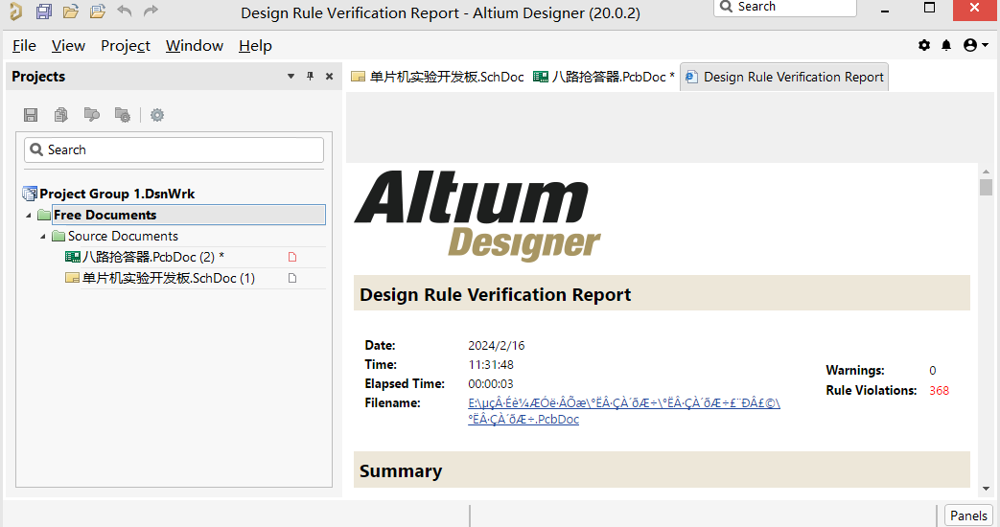 Design Rule Verification Report - Altium Designer (20.0.2)
Search
File View Project Window Help
Projects
单片机实验开发板.SchDoc
八路抢答器.PcbDoc *
Design Rule Verification Report
Search
Project Group 1.DsnWrk
Free Documents
Source Documents
八路抢答器.PcbDoc (2) *
单片机实验开发板.SchDoc (1)
Altium
Designer
Design Rule Verification Report
Date: 2024/2/16
Time: 11:31:48
Elapsed Time: 00:00:03
Filename: E:\µçÂ·Éè¼ÆÓë·ÂÕæ\°ËÂ·ÇÀ´ðÆ÷\°ËÂ·ÇÀ´ðÆ÷£¨ÐÂ£©\
°ËÂ·ÇÀ´ðÆ÷.PcbDoc
Warnings: 0
Rule Violations: 368
Summary
Panels